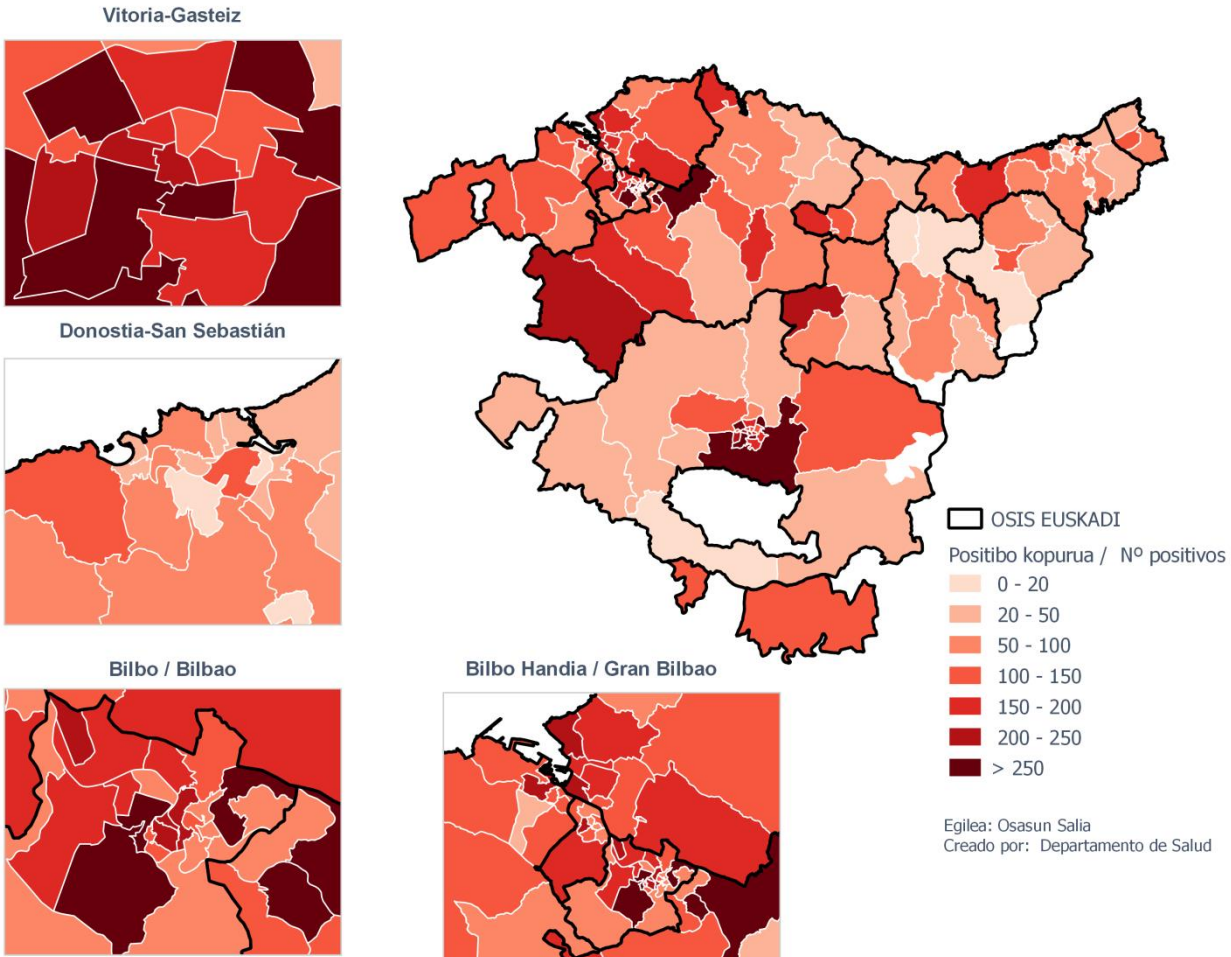 Vitoria-Gasteiz
Donostia-San Sebastián
Bilbo / Bilbao
Bilbo Handia / Gran Bilbao
OSIS EUSKADI
Positibo kopurua / Nº positivos
0 - 20
20 - 50
50 - 100
100 - 150
150 - 200
200 - 250
> 250
Egilea: Osasun Salia
Creado por: Departamento de Salud